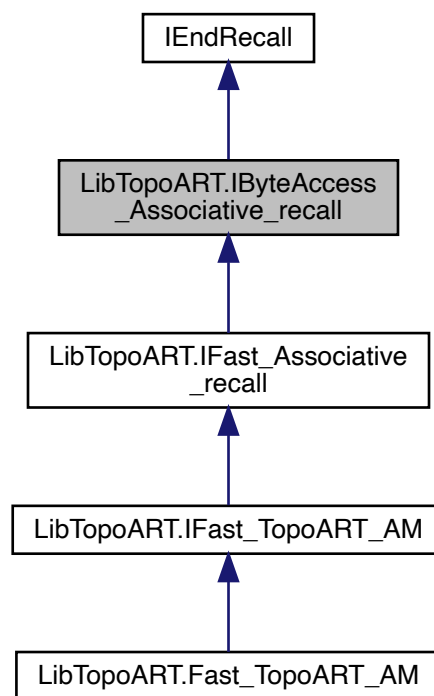 IEndRecall
LibTopoART.IByteAccess
_Associative_recall
LibTopoART.IFast_Associative
_recall
LibTopoART.IFast_TopoART_AM
LibTopoART.Fast_TopoART_AM